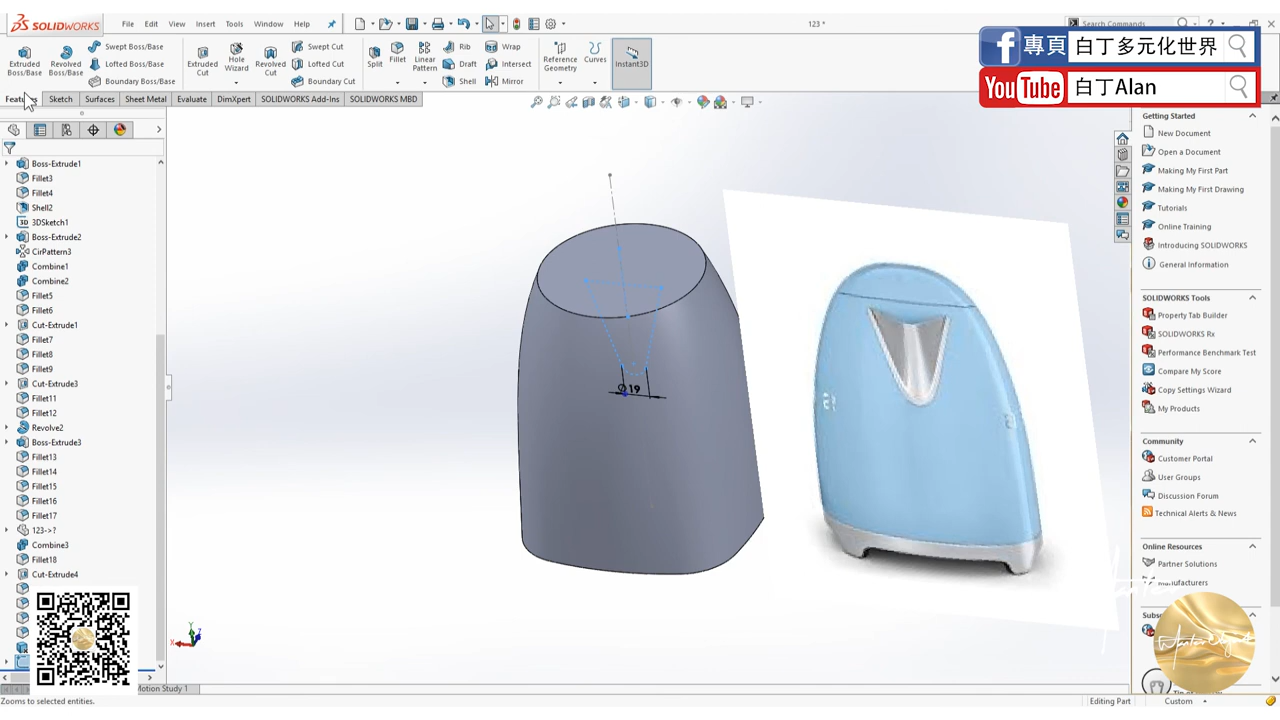 SOLIDWORKS
File Edit View Insert Tools Window Help
123 *
Search Commands
專頁 白丁多元化世界
YouTube 白丁Alan
Extruded Boss/Base
Revolved Boss/Base
Swept Boss/Base
Lofted Boss/Base
Boundary Boss/Base
Extruded Cut
Hole Wizard
Revolved Cut
Swept Cut
Lofted Cut
Boundary Cut
Split
Fillet
Linear Pattern
Rib
Draft
Shell
Wrap
Intersect
Mirror
Reference Geometry
Curves
Instant3D
Sketch Surfaces Sheet Metal Evaluate DimXpert SOLIDWORKS Add-Ins SOLIDWORKS MBD
Boss-Extrude1
Fillet3
Fillet4
Shell2
3D 3DSketch1
Boss-Extrude2
CirPattern3
Combine1
Combine2
Fillet5
Fillet6
Cut-Extrude1
Fillet7
Fillet8
Fillet9
Cut-Extrude3
Fillet11
Fillet12
Revolve2
Boss-Extrude3
Fillet13
Fillet14
Fillet15
Fillet16
Fillet17
123->?
Combine3
Fillet18
Cut-Extrude4
Ø19
Y
X
Z
Getting Started
New Document
Open a Document
Making My First Part
Making My First Drawing
Tutorials
Online Training
Introducing SOLIDWORKS
General Information
SOLIDWORKS Tools
Property Tab Builder
SOLIDWORKS Rx
Performance Benchmark Test
Compare My Score
Copy Settings Wizard
My Products
Community
Customer Portal
User Groups
Discussion Forum
Technical Alerts & News
Online Resources
Partner Solutions
Manufacturers
Motion Study 1
Zooms to selected entities.
Editing Part
Custom